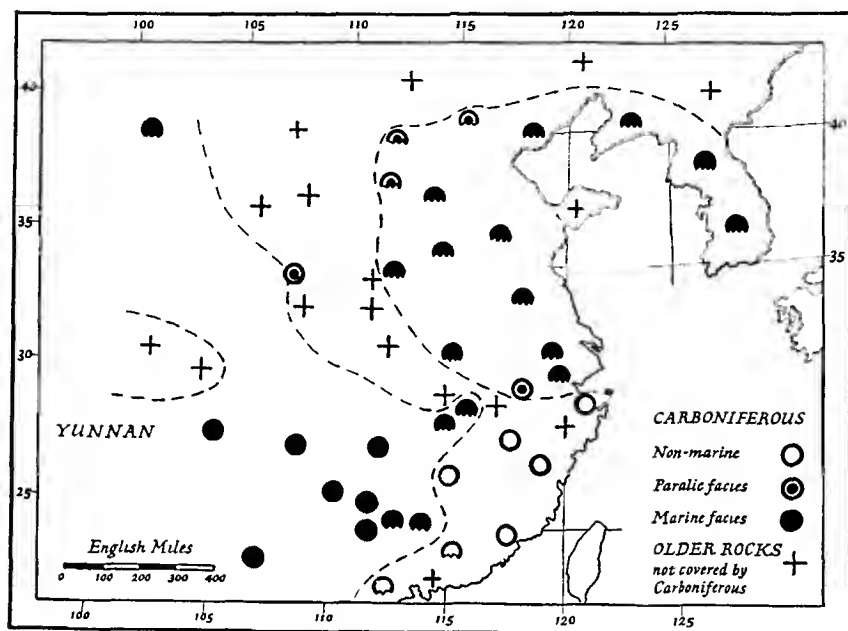 100 105 110 115 120 125
40 40
35 35
30
YUNNAN
25
English Miles
0 100 200 300 400
CARBONIFEROUS
Non-marine
Paralic facies
Marine facies
OLDER ROCKS
not covered by
Carboniferous
100 105 110 115 120 125